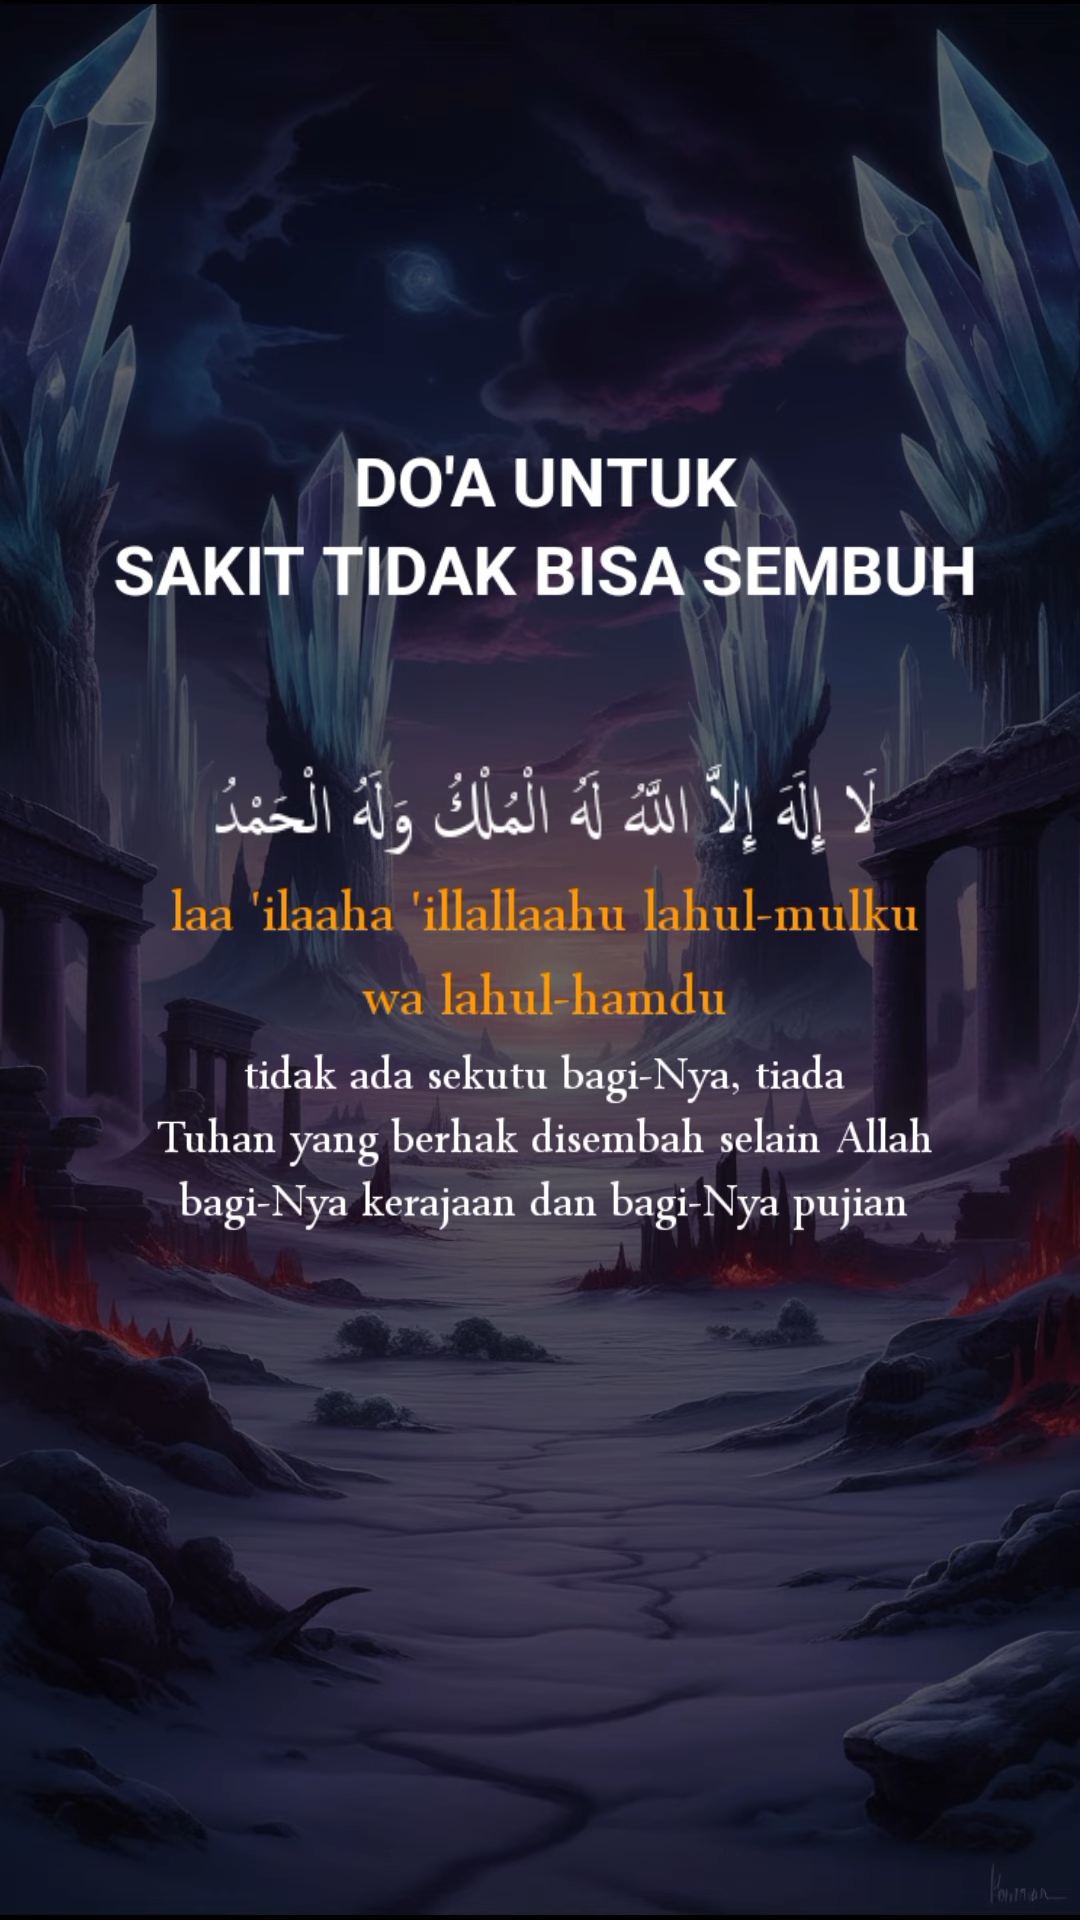 DO'A UNTUK
SAKIT TIDAK BISA SEMBUH
لَا إِلَهَ إِلاَّ اللَّهُ لَهُ الْمُلْكُ وَلَهُ الْحَمْدُ
laa 'ilaaha 'illallaahu lahul-mulku
wa lahul-hamdu
tidak ada sekutu bagi-Nya, tiada
Tuhan yang berhak disembah selain Allah
bagi-Nya kerajaan dan bagi-Nya pujian